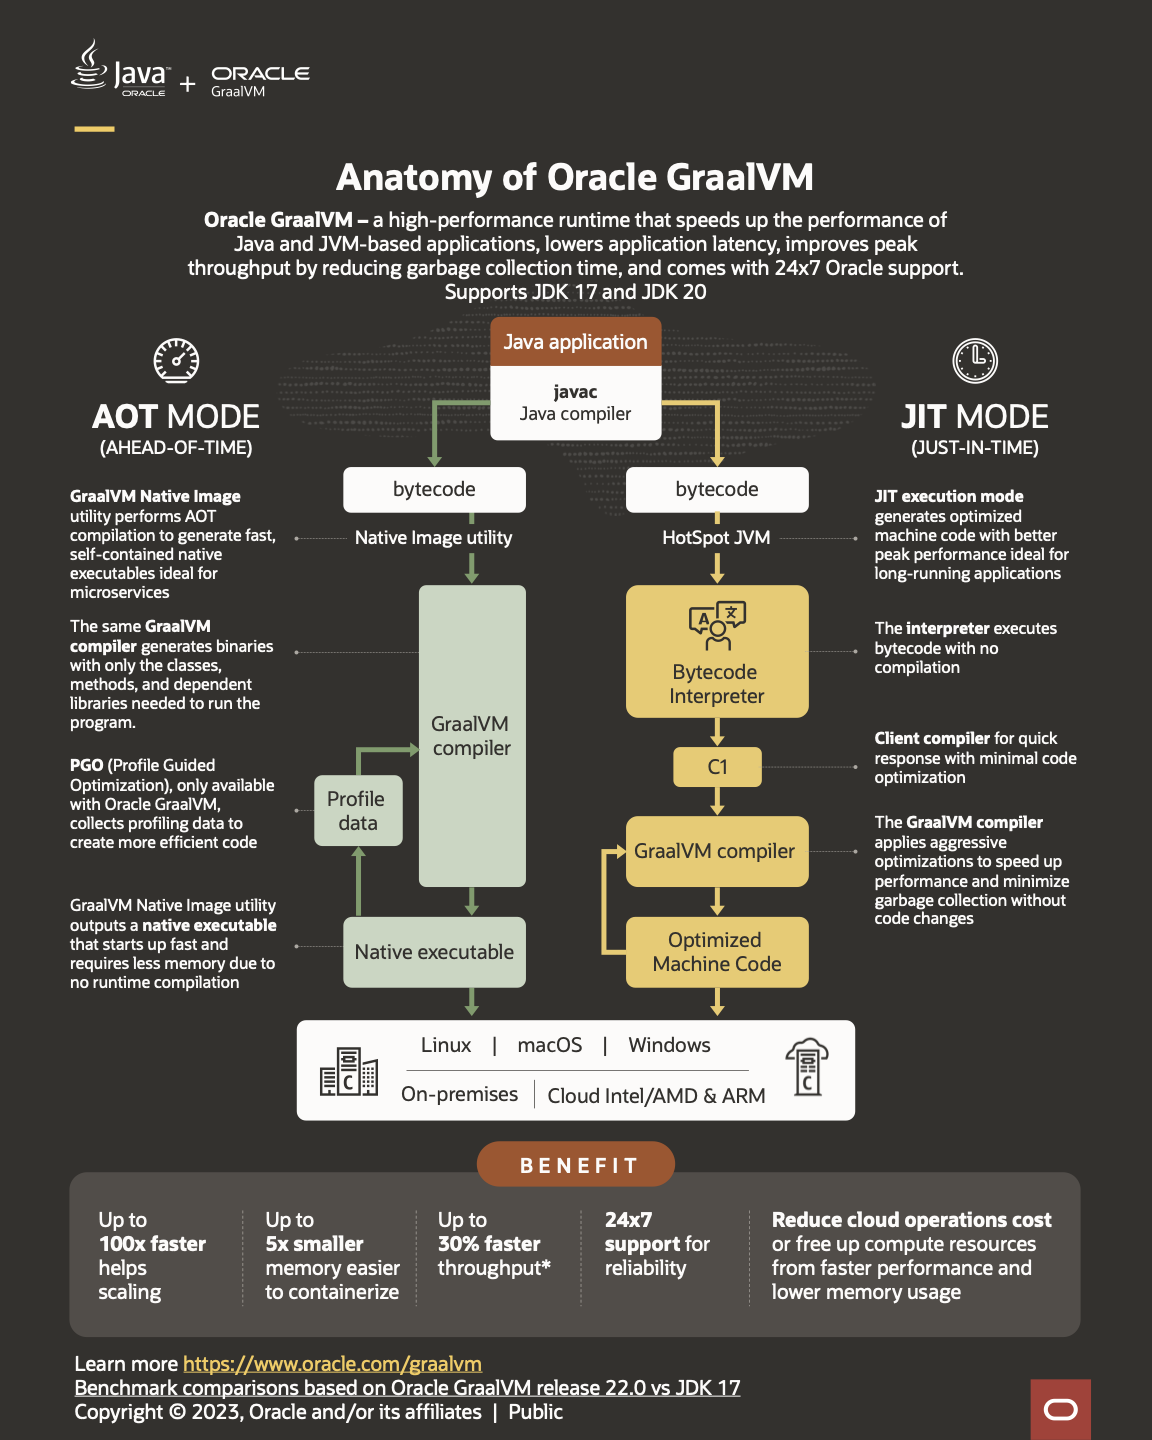 Java™
ORACLE
+
ORACLE
GraalVM
Anatomy of Oracle GraalVM
Oracle GraalVM – a high-performance runtime that speeds up the performance of
Java and JVM-based applications, lowers application latency, improves peak
throughput by reducing garbage collection time, and comes with 24x7 Oracle support.
Supports JDK 17 and JDK 20
Java application
javac
Java compiler
AOT MODE
(AHEAD-OF-TIME)
GraalVM Native Image
utility performs AOT
compilation to generate fast,
self-contained native
executables ideal for
microservices
The same GraalVM
compiler generates binaries
with only the classes,
methods, and dependent
libraries needed to run the
program.
PGO (Profile Guided
Optimization), only available
with Oracle GraalVM,
collects profiling data to
create more efficient code
GraalVM Native Image utility
outputs a native executable
that starts up fast and
requires less memory due to
no runtime compilation
bytecode
Native Image utility
GraalVM
compiler
Profile
data
Native executable
bytecode
HotSpot JVM
A
文
Bytecode
Interpreter
C1
GraalVM compiler
Optimized
Machine Code
JIT MODE
(JUST-IN-TIME)
JIT execution mode
generates optimized
machine code with better
peak performance ideal for
long-running applications
The interpreter executes
bytecode with no
compilation
Client compiler for quick
response with minimal code
optimization
The GraalVM compiler
applies aggressive
optimizations to speed up
performance and minimize
garbage collection without
code changes
C
Linux | macOS | Windows
On-premises | Cloud Intel/AMD & ARM
C
BENEFIT
Up to
100x faster
helps
scaling
Up to
5x smaller
memory easier
to containerize
Up to
30% faster
throughput*
24x7
support for
reliability
Reduce cloud operations cost
or free up compute resources
from faster performance and
lower memory usage
Learn more https://www.oracle.com/graalvm
Benchmark comparisons based on Oracle GraalVM release 22.0 vs JDK 17
Copyright © 2023, Oracle and/or its affiliates | Public